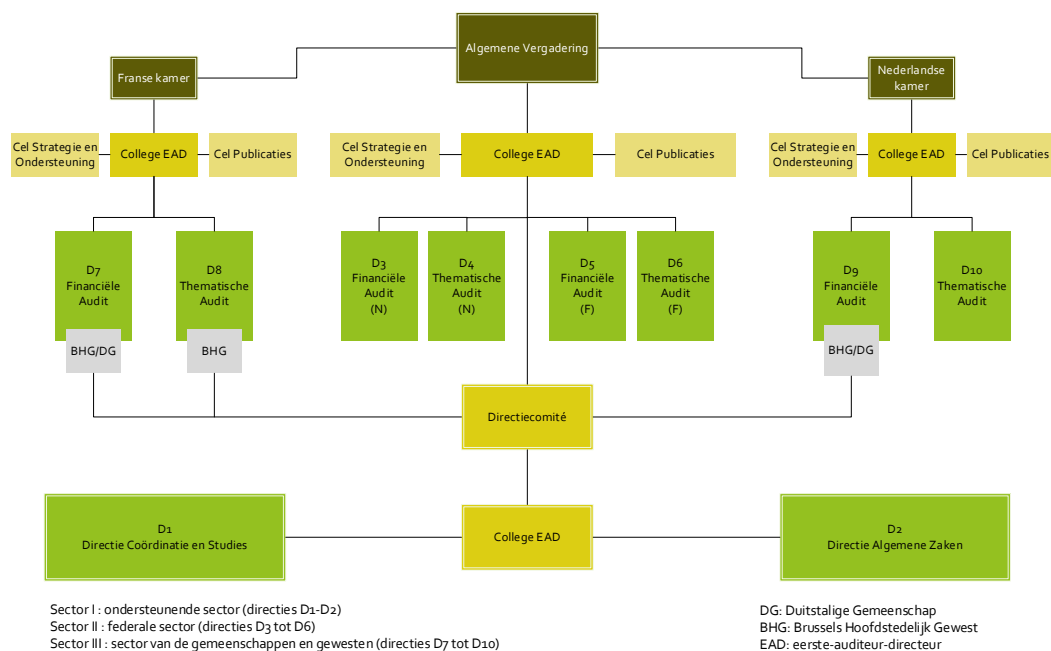 Algemene Vergadering
Franse kamer
Nederlandse
kamer
Cel Strategie en
Ondersteuning
College EAD
Cel Publicaties
Cel Strategie en
Ondersteuning
College EAD
Cel Publicaties
Cel Strategie en
Ondersteuning
College EAD
Cel Publicaties
D7
Financiële
Audit
BHG/DG
D8
Thematische
Audit
BHG
D3
Financiële
Audit
(N)
D4
Thematische
Audit
(N)
D5
Financiële
Audit
(F)
D6
Thematische
Audit
(F)
D9
Financiële
Audit
BHG/DG
D10
Thematische
Audit
Directiecomité
D1
Directie Coördinatie en Studies
College EAD
D2
Directie Algemene Zaken
Sector I : ondersteunende sector (directies D1-D2)
Sector II : federale sector (directies D3 tot D6)
Sector III : sector van de gemeenschappen en gewesten (directies D7 tot D10)
DG: Duitstalige Gemeenschap
BHG: Brussels Hoofdstedelijk Gewest
EAD: eerste-auditeur-directeur